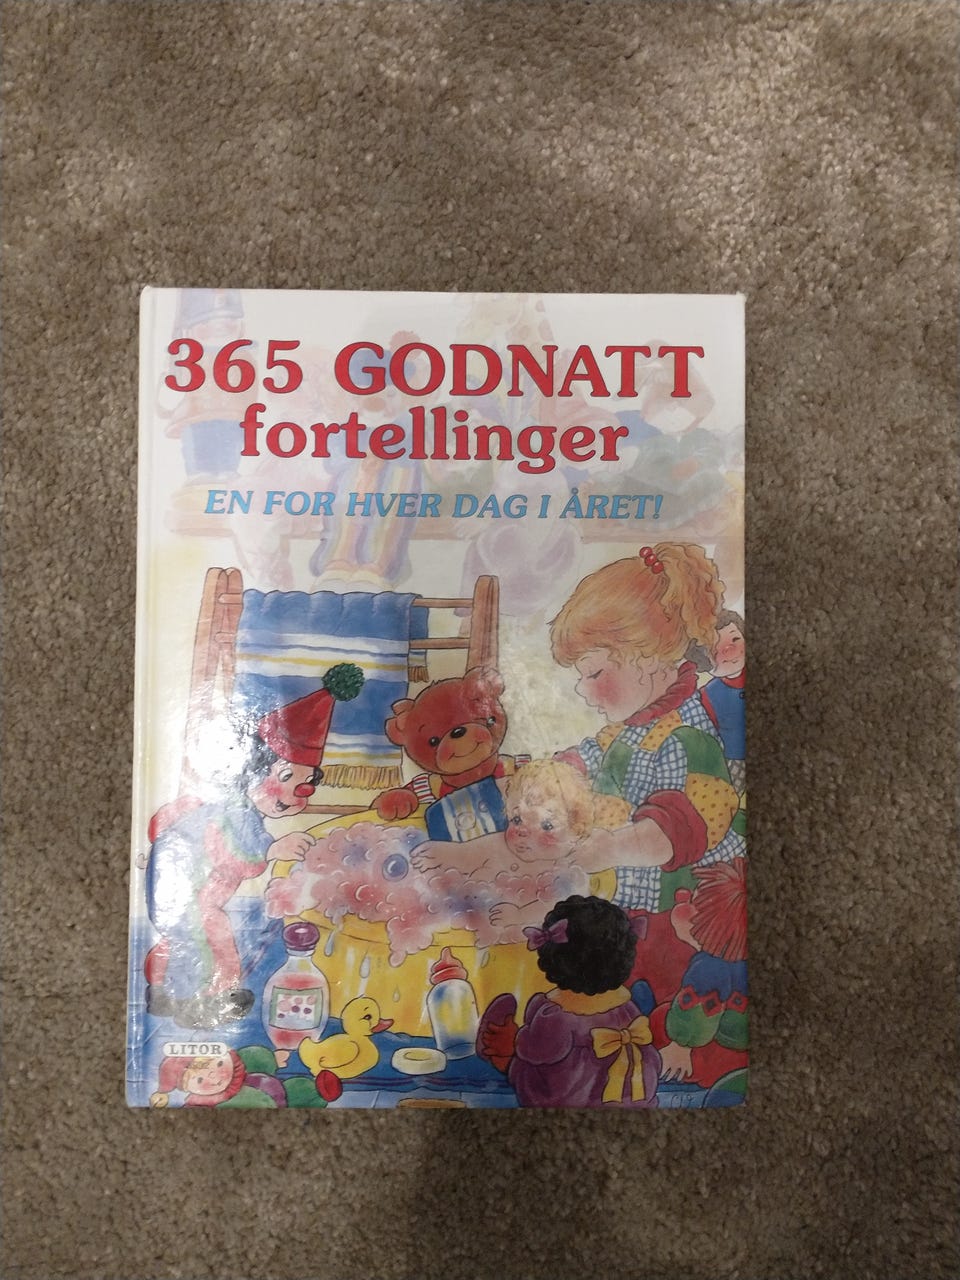 365 GODNATT
fortellinger
EN FOR HVER DAG I ÅRET!
LITOR